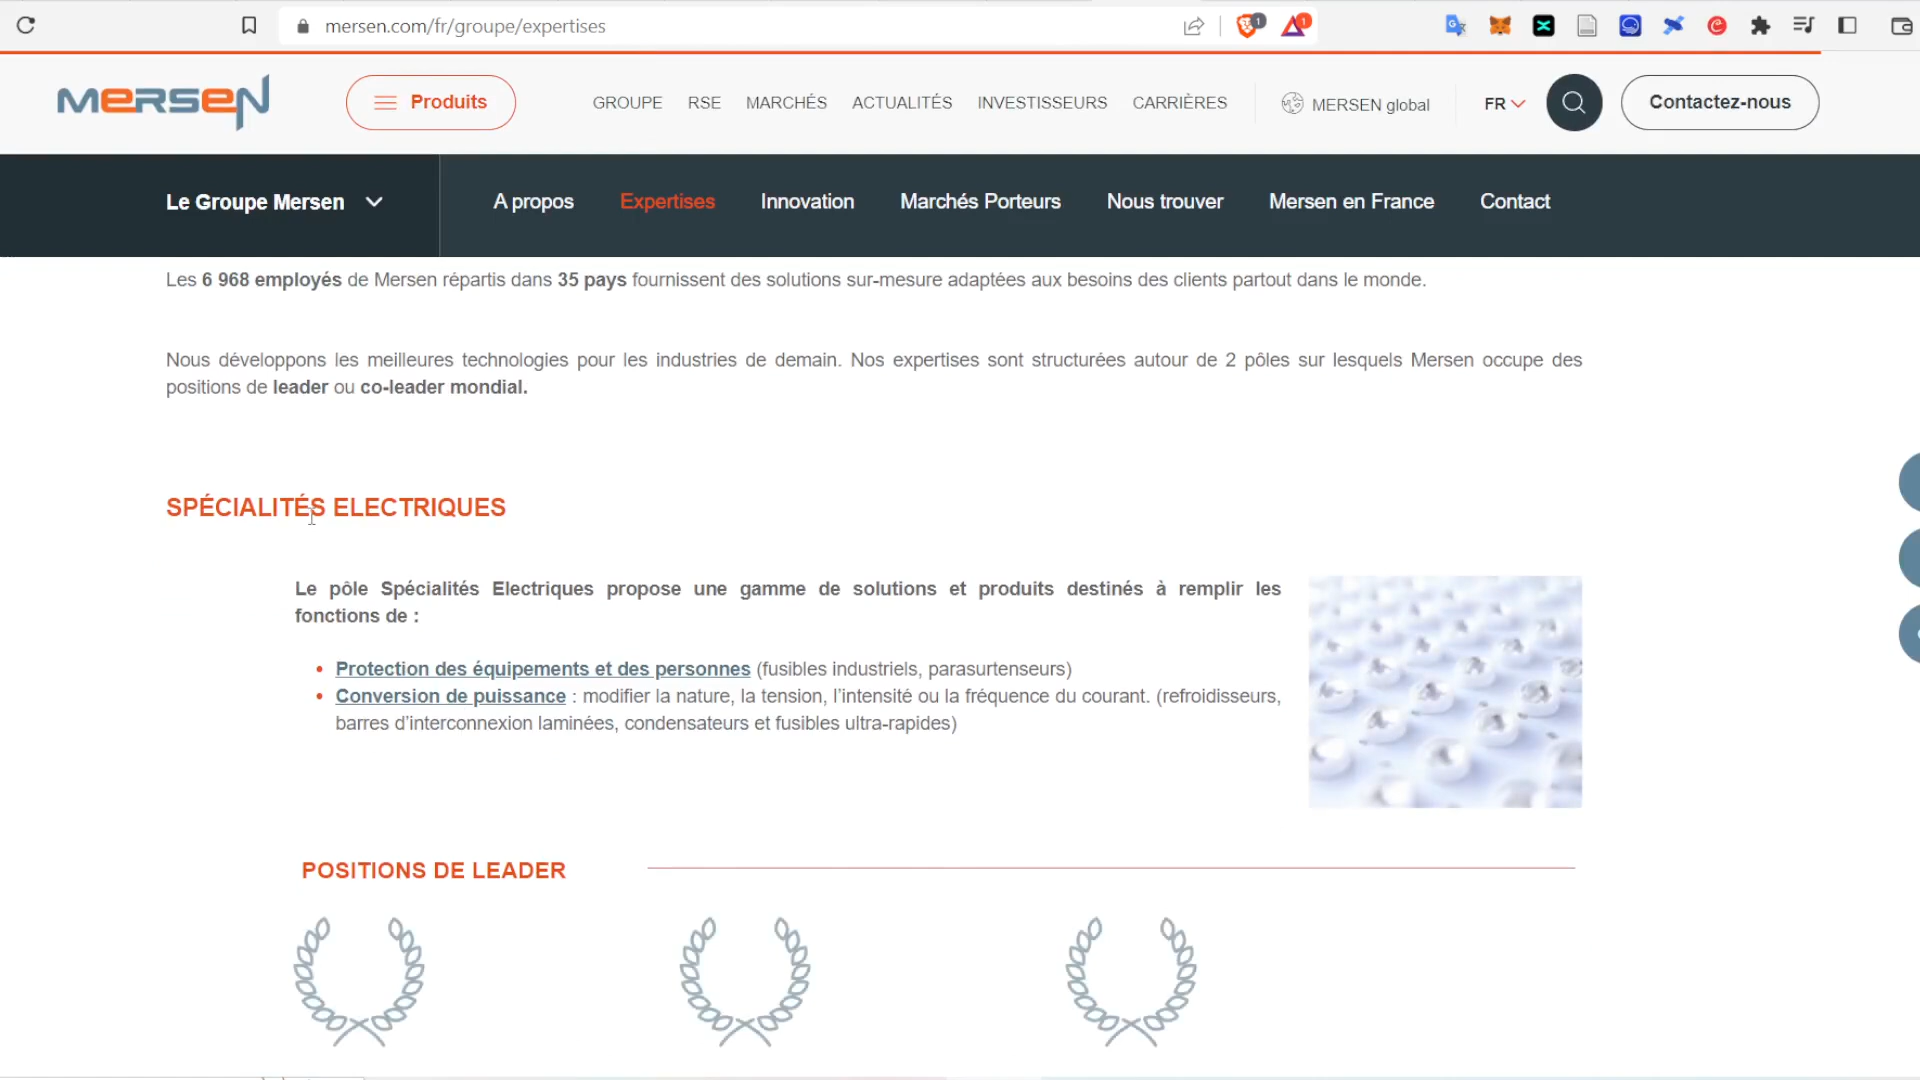 mersen.com/fr/groupe/expertises
1
1
MERSEN
Produits
GROUPE
RSE
MARCHÉS
ACTUALITÉS
INVESTISSEURS
CARRIÈRES
MERSEN global
FR
Contactez-nous
Le Groupe Mersen
A propos
Expertises
Innovation
Marchés Porteurs
Nous trouver
Mersen en France
Contact
Les 6 968 employés de Mersen répartis dans 35 pays fournissent des solutions sur-mesure adaptées aux besoins des clients partout dans le monde.
Nous développons les meilleures technologies pour les industries de demain. Nos expertises sont structurées autour de 2 pôles sur lesquels Mersen occupe des
positions de leader ou co-leader mondial.
SPÉCIALITÉS ELECTRIQUES
Le pôle Spécialités Electriques propose une gamme de solutions et produits destinés à remplir les
fonctions de :
• Protection des équipements et des personnes (fusibles industriels, parasurtenseurs)
• Conversion de puissance : modifier la nature, la tension, l’intensité ou la fréquence du courant. (refroidisseurs,
barres d’interconnexion laminées, condensateurs et fusibles ultra-rapides)
POSITIONS DE LEADER